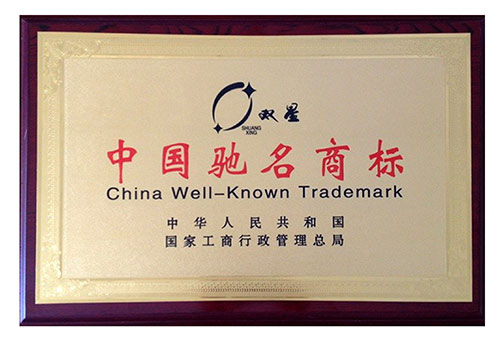 双星
SHUANG
XING
中国驰名商标
China Well-Known Trademark
中华人民共和国
国家工商行政管理总局